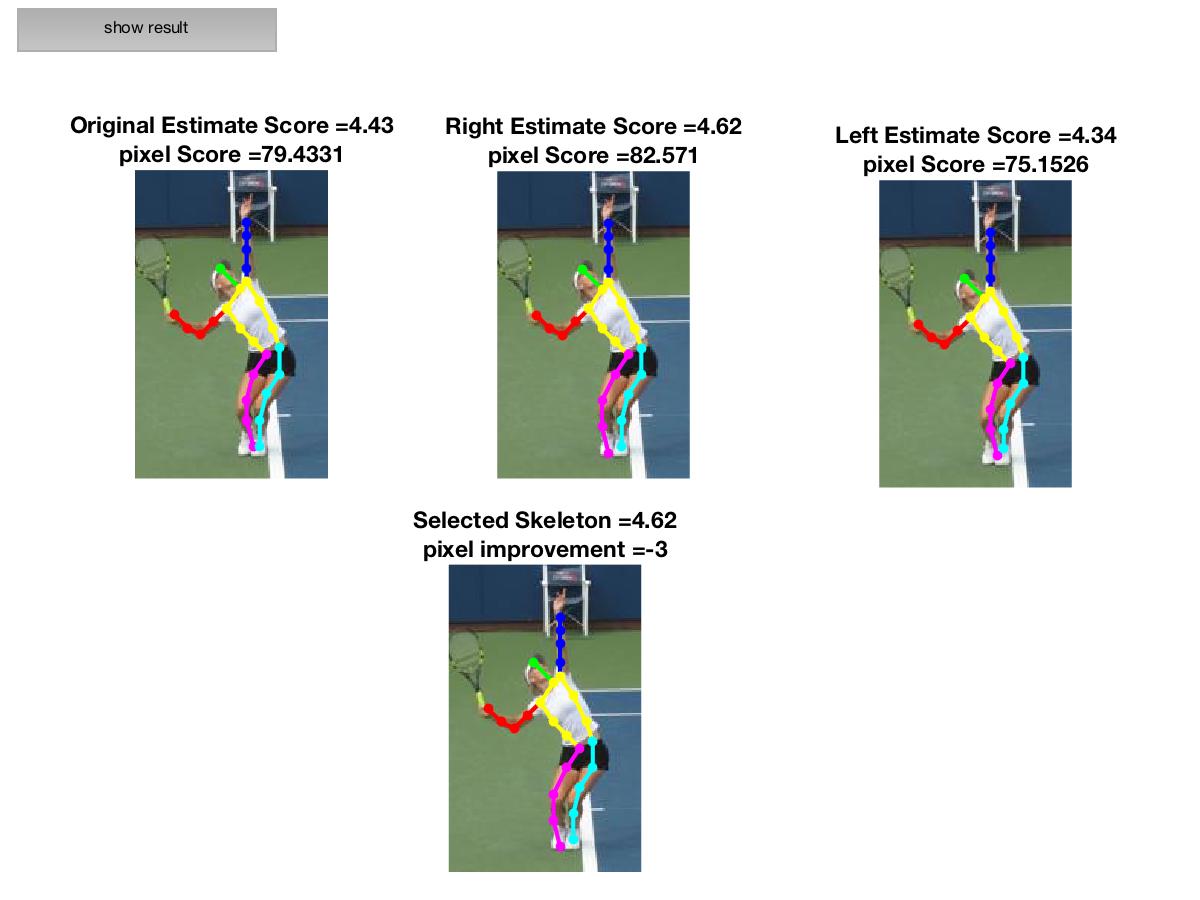 show result
Original Estimate Score =4.43
pixel Score =79.4331
Right Estimate Score =4.62
pixel Score =82.571
Left Estimate Score =4.34
pixel Score =75.1526
Selected Skeleton =4.62
pixel improvement =-3